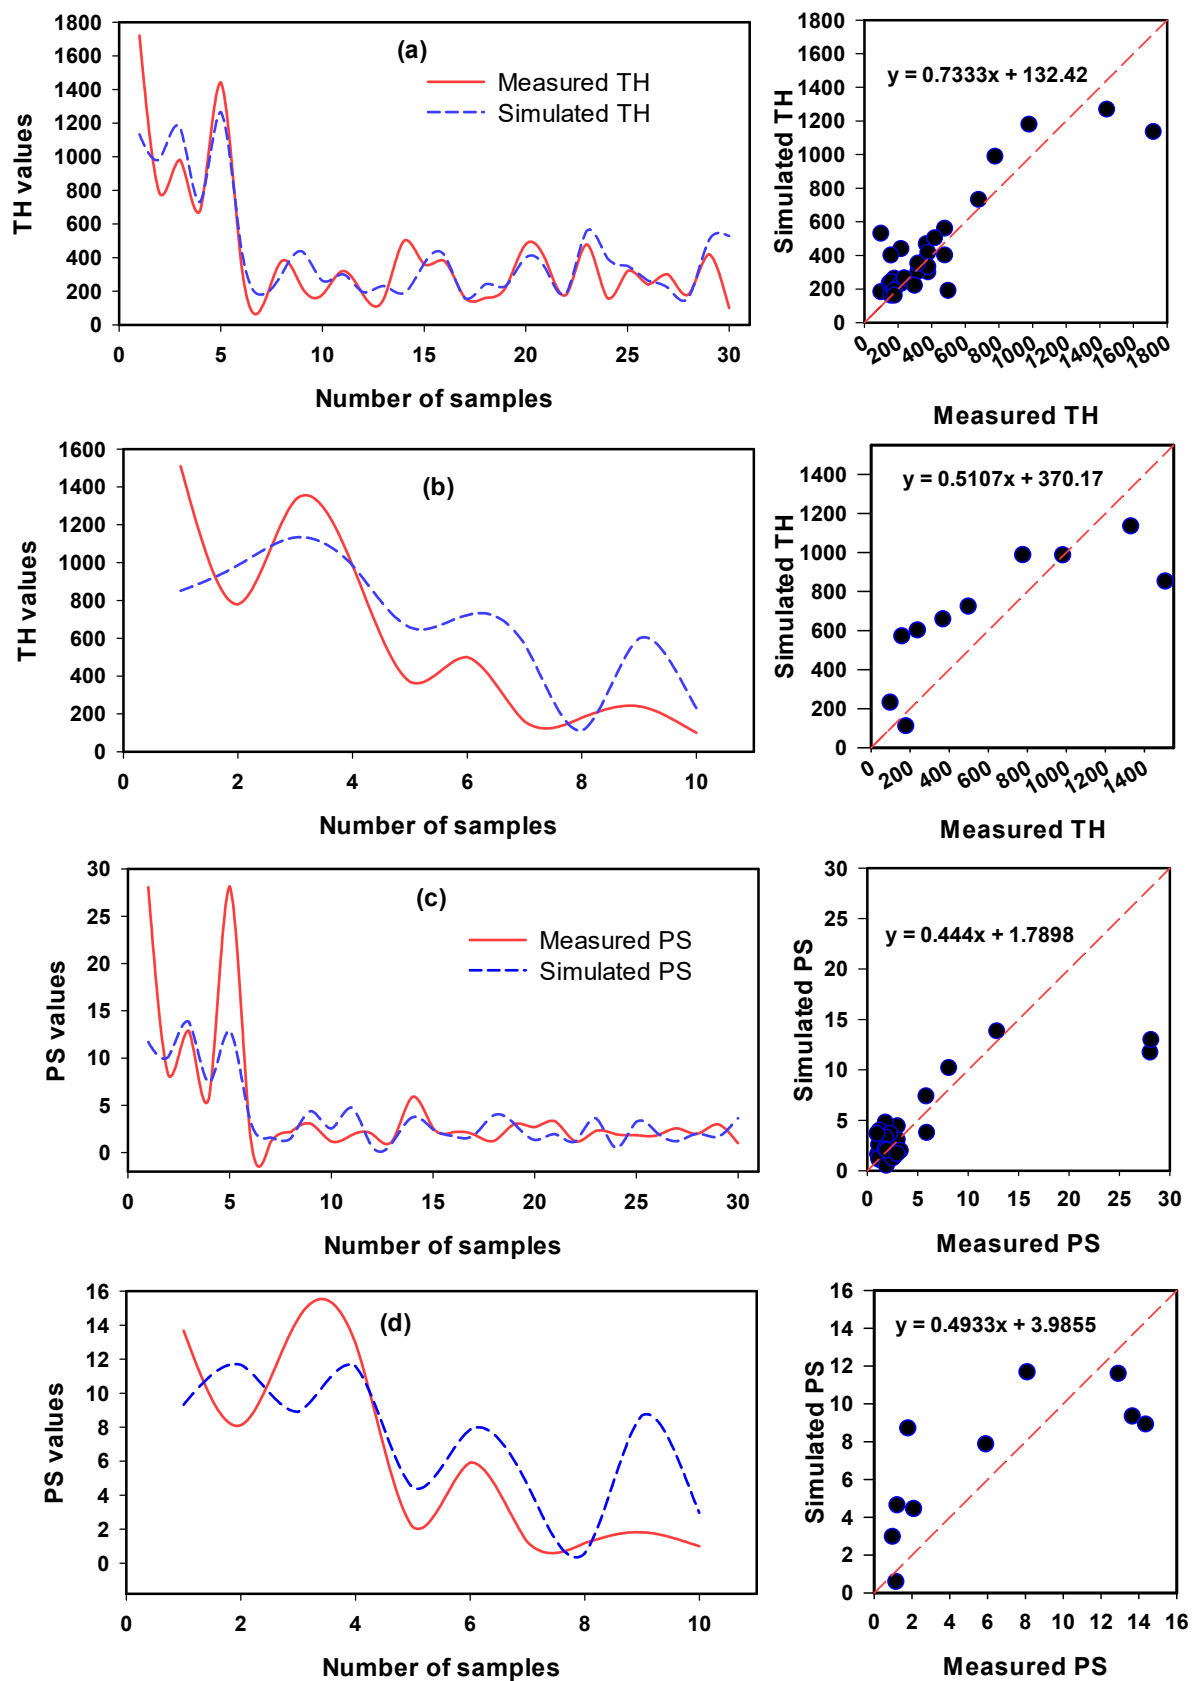 (a)
Measured TH
Simulated TH
TH values
1800
1600
1400
1200
1000
800
600
400
200
0
0 5 10 15 20 25 30
Number of samples
y = 0.7333x + 132.42
Simulated TH
1800
1600
1400
1200
1000
800
600
400
200
0
0 200 400 600 800 1000 1200 1400 1600 1800
Measured TH
(b)
TH values
1600
1400
1200
1000
800
600
400
200
0
0 2 4 6 8 10
Number of samples
y = 0.5107x + 370.17
Simulated TH
1400
1200
1000
800
600
400
200
0
0 200 400 600 800 1000 1200 1400
Measured TH
(c)
Measured PS
Simulated PS
PS values
30
25
20
15
10
5
0
0 5 10 15 20 25 30
Number of samples
y = 0.444x + 1.7898
Simulated PS
30
25
20
15
10
5
0
0 5 10 15 20 25 30
Measured PS
(d)
PS values
16
14
12
10
8
6
4
2
0
0 2 4 6 8 10
Number of samples
y = 0.4933x + 3.9855
Simulated PS
16
14
12
10
8
6
4
2
0
0 2 4 6 8 10 12 14 16
Measured PS